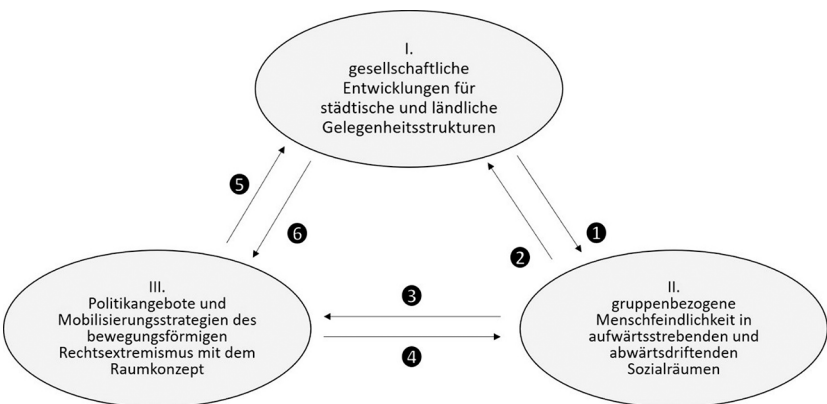 I.
gesellschaftliche
Entwicklungen für
städtische und ländliche
Gelegenheitsstrukturen
5
6
1
2
III.
Politikangebote und
Mobilisierungsstrategien des
bewegungsförmigen
Rechtsextremismus mit dem
Raumkonzept
3
4
II.
gruppenbezogene
Menschfeindlichkeit in
aufwärtsstrebenden und
abwärtsdriftenden
Sozialräumen